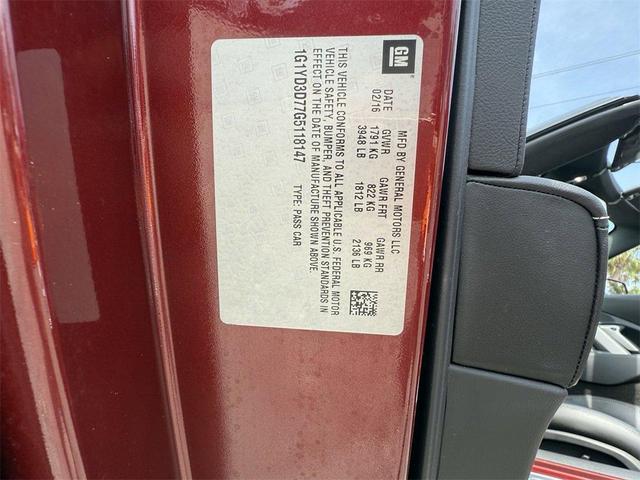 GM
MFD BY GENERAL MOTORS LLC
DATE GVWR GAWR FRT GAWR RR
02/16 1791 KG 822 KG 969 KG
3948 LB 1812 LB 2136 LB
THIS VEHICLE CONFORMS TO ALL APPLICABLE U.S. FEDERAL MOTOR
VEHICLE SAFETY, BUMPER, AND THEFT PREVENTION STANDARDS IN
EFFECT ON THE DATE OF MANUFACTURE SHOWN ABOVE.
1G1YD3D77G5118147 TYPE: PASS CAR